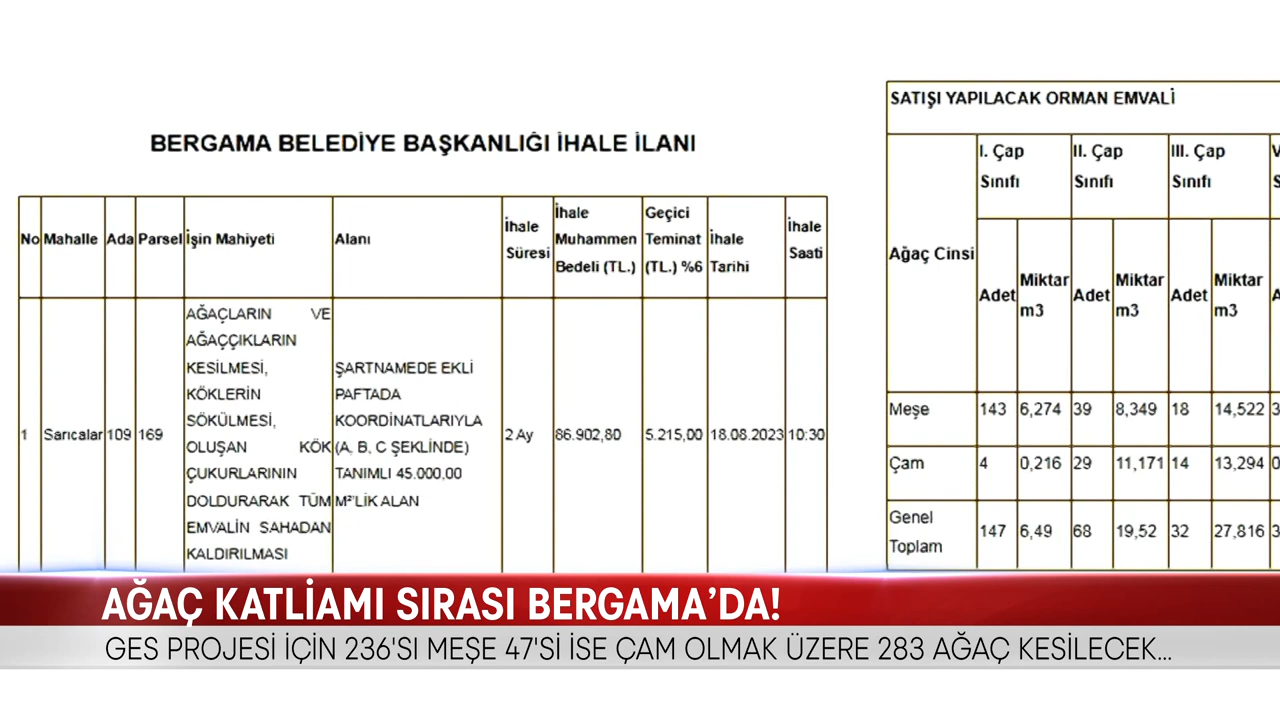 BERGAMA BELEDİYE BAŞKANLIĞI İHALE İLANI
No Mahalle Ada Parsel İşin Mahiyeti Alanı İhale Süresi İhale Muhammen Bedeli (TL.) Geçici Teminat (TL.) %6 İhale Tarihi İhale Saati
1 Sarıcalar 109 169
AĞAÇLARIN VE
AĞAÇÇIKLARIN
KESİLMESİ,
KÖKLERİN
SÖKÜLMESİ,
OLUŞAN KÖK
ÇUKURLARININ
DOLDURARAK TÜM
EMVALİN SAHADAN
KALDIRILMASI
ŞARTNAMEDE EKLİ
PAFTADA
KOORDİNATLARIYLA
(A, B, C ŞEKLİNDE)
TANIMLI 45.000,00
M²'LİK ALAN
2 Ay 86.902,80 5.215,00 18.08.2023 10:30
SATIŞI YAPILACAK ORMAN EMVALİ
Ağaç Cinsi
I. Çap Sınıfı II. Çap Sınıfı III. Çap Sınıfı
Adet Miktar m3 Adet Miktar m3 Adet Miktar m3
Meşe 143 6,274 39 8,349 18 14,522
Çam 4 0,216 29 11,171 14 13,294
Genel Toplam 147 6,49 68 19,52 32 27,816
AĞAÇ KATLİAMI SIRASI BERGAMA'DA!
GES PROJESİ İÇİN 236'SI MEŞE 47'Sİ İSE ÇAM OLMAK ÜZERE 283 AĞAÇ KESİLECEK...